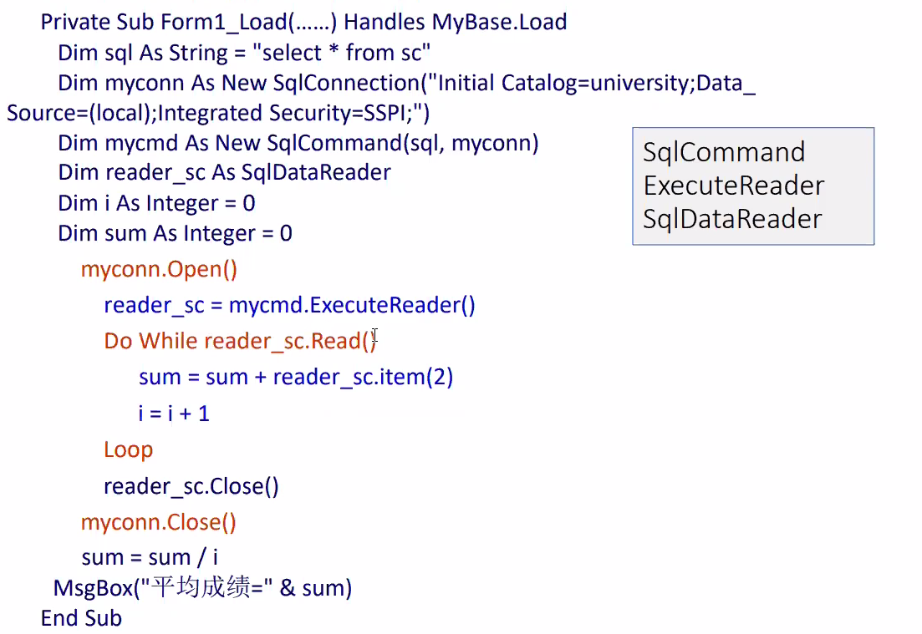 Private Sub Form1_Load(……) Handles MyBase.Load
Dim sql As String = "select * from sc"
Dim myconn As New SqlConnection("Initial Catalog=university;Data_
Source=(local);Integrated Security=SSPI;")
Dim mycmd As New SqlCommand(sql, myconn)
Dim reader_sc As SqlDataReader
Dim i As Integer = 0
Dim sum As Integer = 0
myconn.Open()
reader_sc = mycmd.ExecuteReader()
Do While reader_sc.Read()
sum = sum + reader_sc.item(2)
i = i + 1
Loop
reader_sc.Close()
myconn.Close()
sum = sum / i
MsgBox("平均成绩=" & sum)
End Sub
SqlCommand
ExecuteReader
SqlDataReader